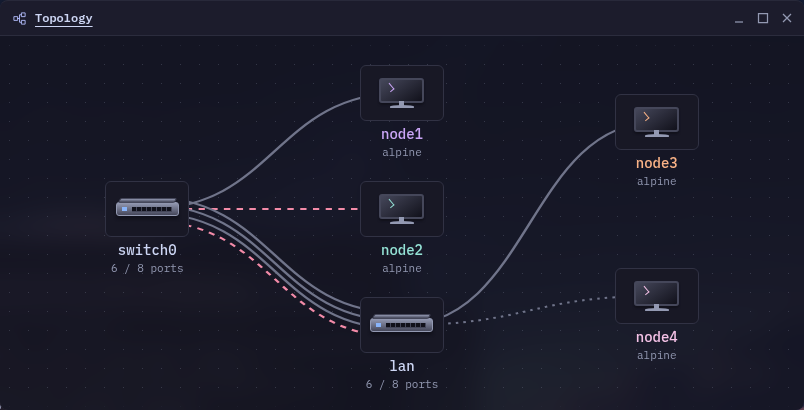 Topology
node1
alpine
node3
alpine
switch0
6 / 8 ports
node2
alpine
lan
6 / 8 ports
node4
alpine